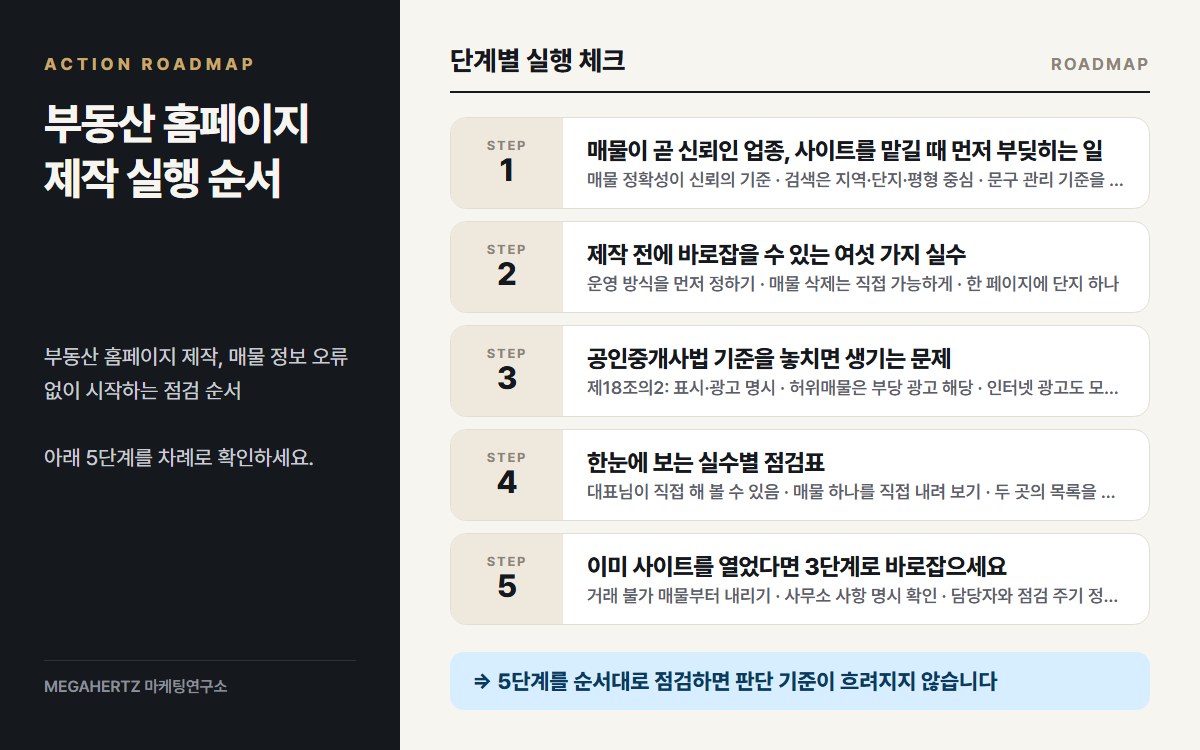 ACTION ROADMAP
부동산 홈페이지
제작 실행 순서
부동산 홈페이지 제작, 매물 정보 오류
없이 시작하는 점검 순서
아래 5단계를 차례로 확인하세요.
MEGAHERTZ 마케팅연구소
단계별 실행 체크
ROADMAP
STEP
1
매물이 곧 신뢰인 업종, 사이트를 맡길 때 먼저 부딪히는 일
매물 정확성이 신뢰의 기준 · 검색은 지역·단지·평형 중심 · 문구 관리 기준을 ...
STEP
2
제작 전에 바로잡을 수 있는 여섯 가지 실수
운영 방식을 먼저 정하기 · 매물 삭제는 직접 가능하게 · 한 페이지에 단지 하나
STEP
3
공인중개사법 기준을 놓치면 생기는 문제
제18조의2: 표시·광고 명시 · 허위매물은 부당 광고 해당 · 인터넷 광고도 모...
STEP
4
한눈에 보는 실수별 점검표
대표님이 직접 해 볼 수 있음 · 매물 하나를 직접 내려 보기 · 두 곳의 목록을 ...
STEP
5
이미 사이트를 열었다면 3단계로 바로잡으세요
거래 불가 매물부터 내리기 · 사무소 사항 명시 확인 · 담당자와 점검 주기 정...
⇒ 5단계를 순서대로 점검하면 판단 기준이 흐려지지 않습니다